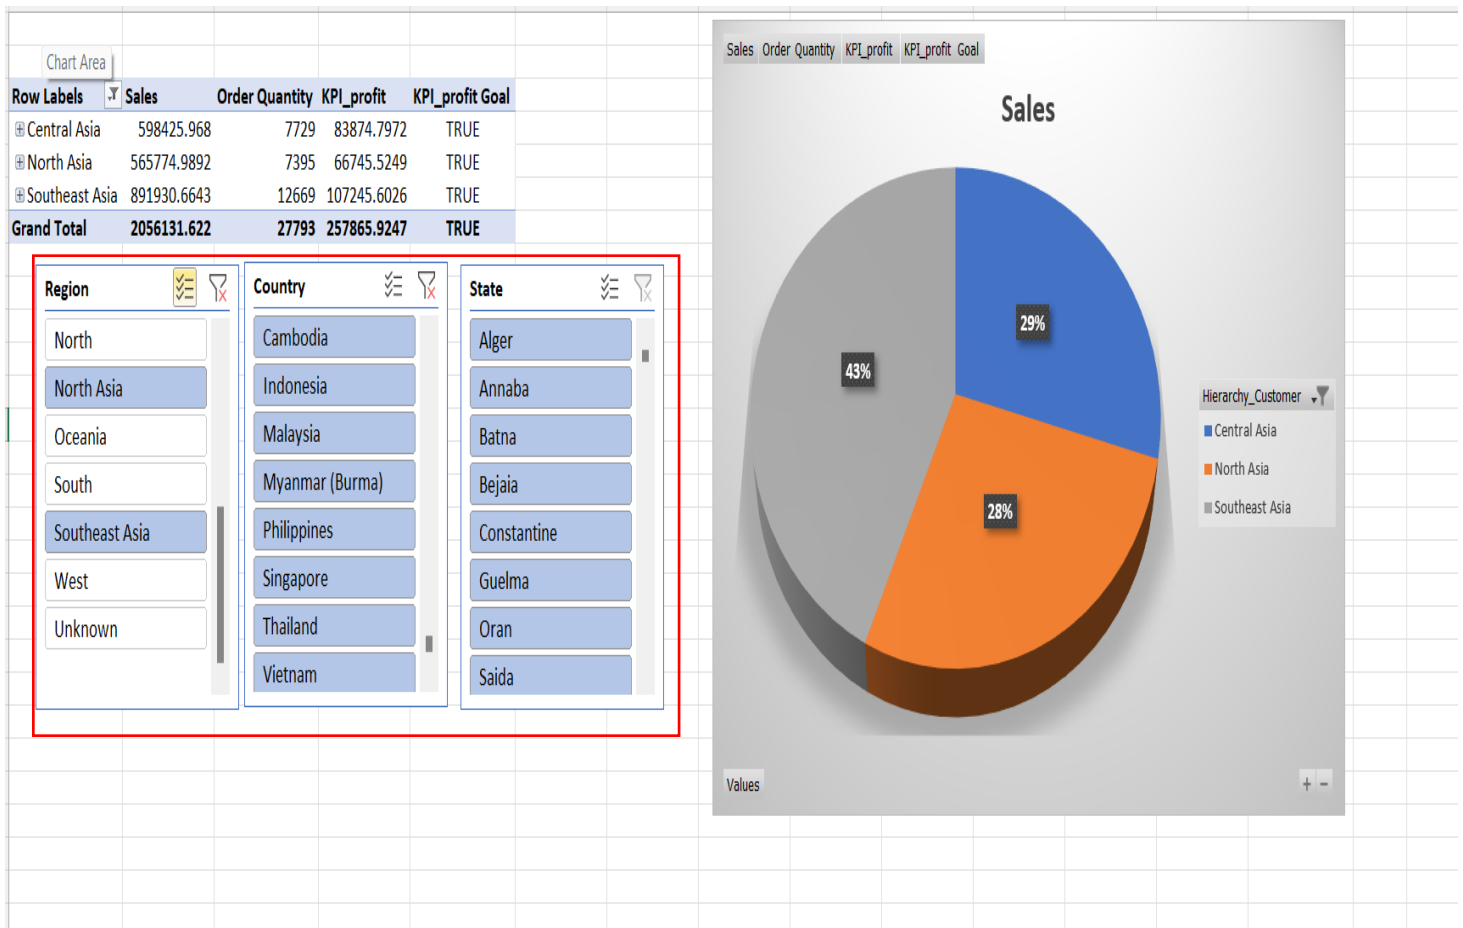 Chart Area
Row Labels Sales Order Quantity KPI_profit KPI_profit Goal
Central Asia 598425.968 7729 83874.7972 TRUE
North Asia 565774.9892 7395 66745.5249 TRUE
Southeast Asia 891930.6643 12669 107245.6026 TRUE
Grand Total 2056131.622 27793 257865.9247 TRUE
Region
North
North Asia
Oceania
South
Southeast Asia
West
Unknown
Country
Cambodia
Indonesia
Malaysia
Myanmar (Burma)
Philippines
Singapore
Thailand
Vietnam
State
Alger
Annaba
Batna
Bejaia
Constantine
Guelma
Oran
Saida
Sales Order Quantity KPI_profit KPI_profit Goal
Sales
29%
43%
28%
Hierarchy_Customer
Central Asia
North Asia
Southeast Asia
Values
+ −